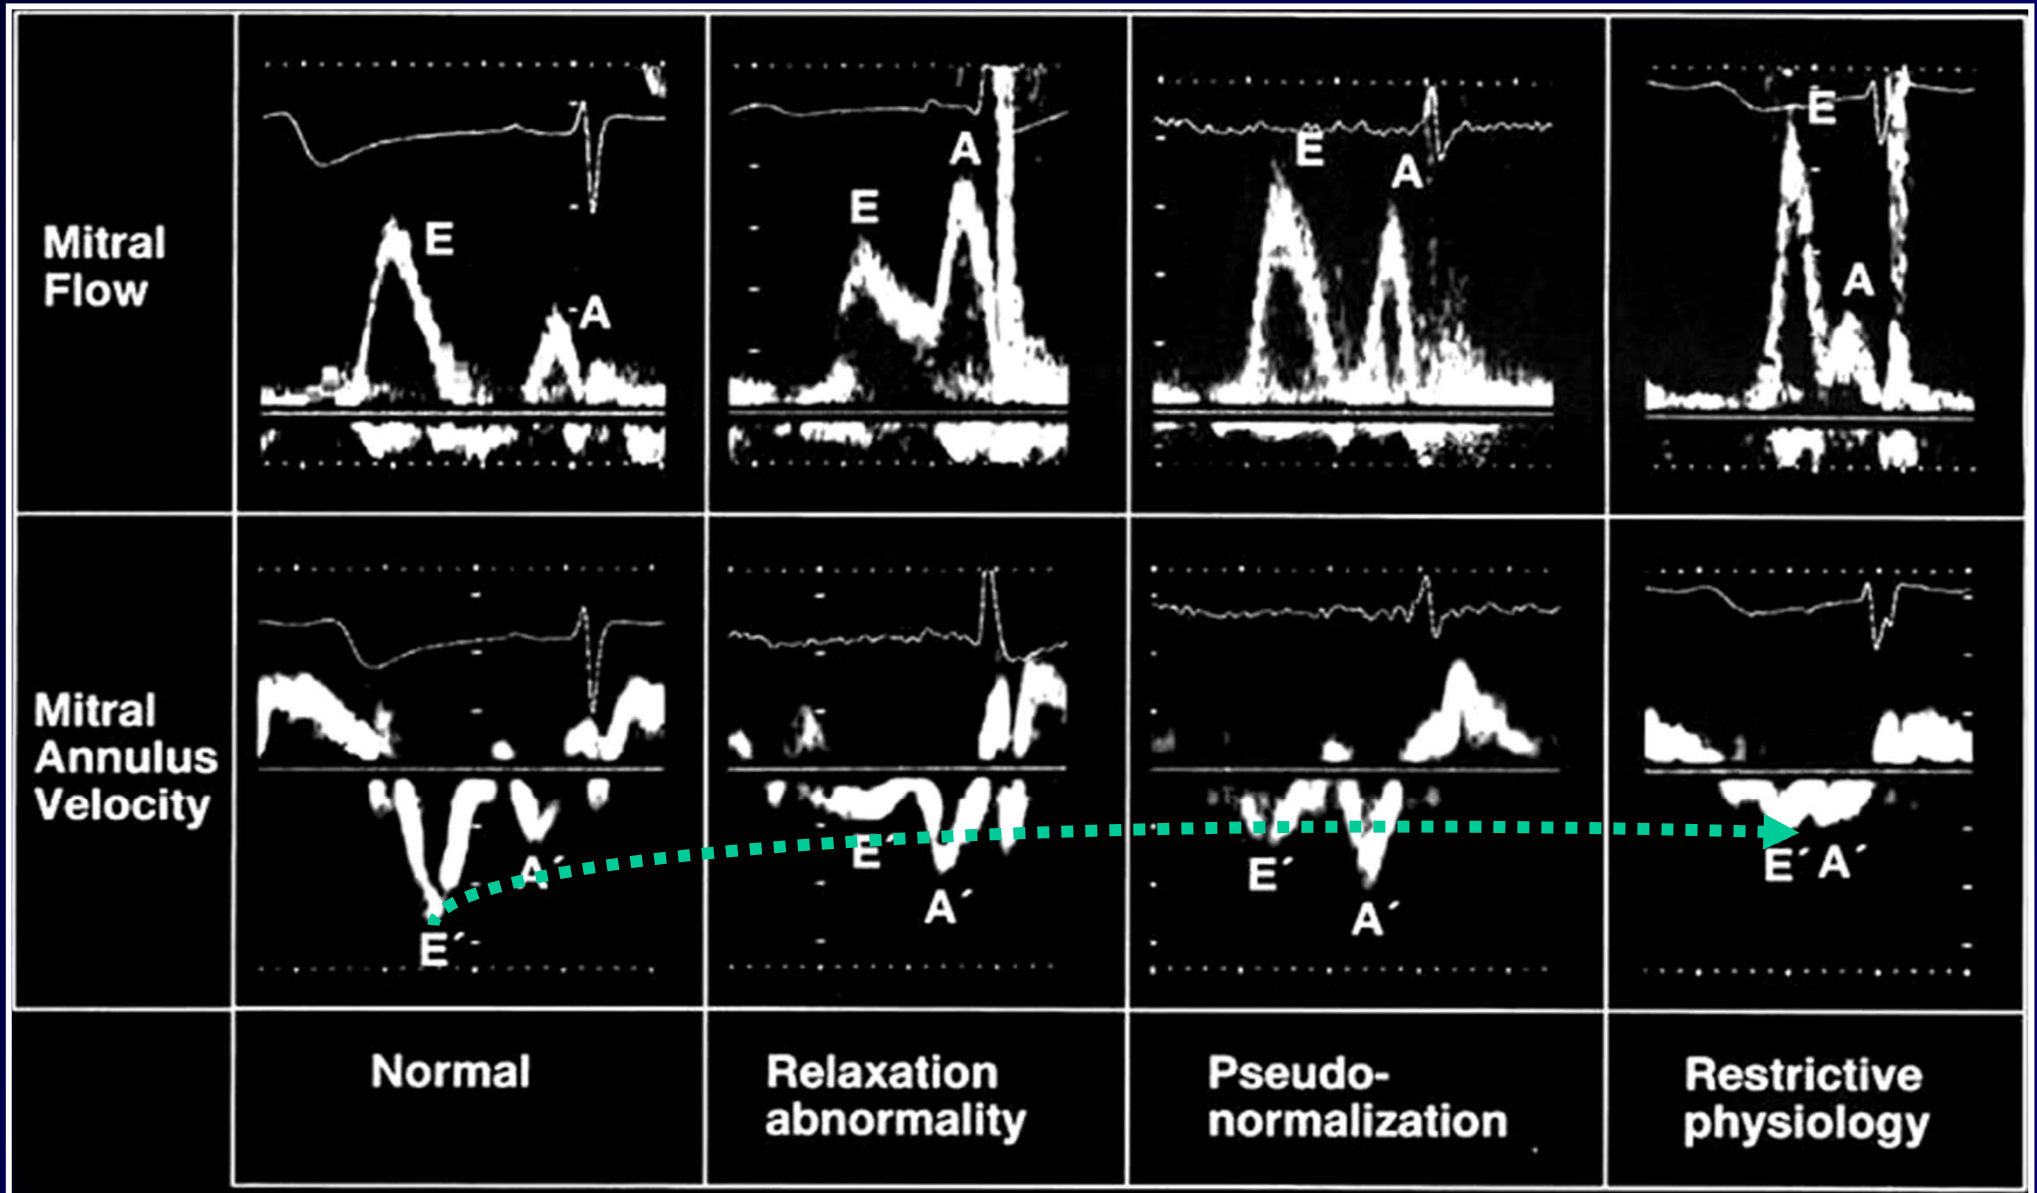 Mitral
Flow
E
A
E
A
E
A
E
A
Mitral
Annulus
Velocity
E´
A´
E´
A´
E´
A´
E´ A´
Normal
Relaxation
abnormality
Pseudo-
normalization
Restrictive
physiology